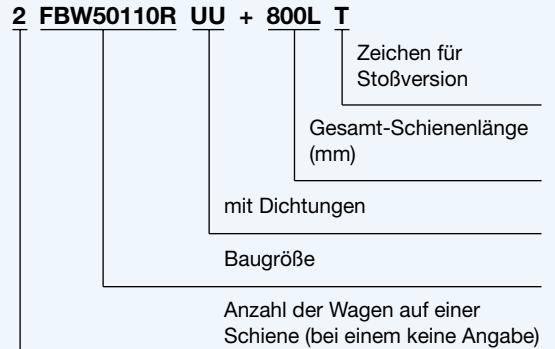 2 FBW50110R UU + 800L T
Zeichen für
Stoßversion
Gesamt-Schienenlänge
(mm)
mit Dichtungen
Baugröße
Anzahl der Wagen auf einer
Schiene (bei einem keine Angabe)